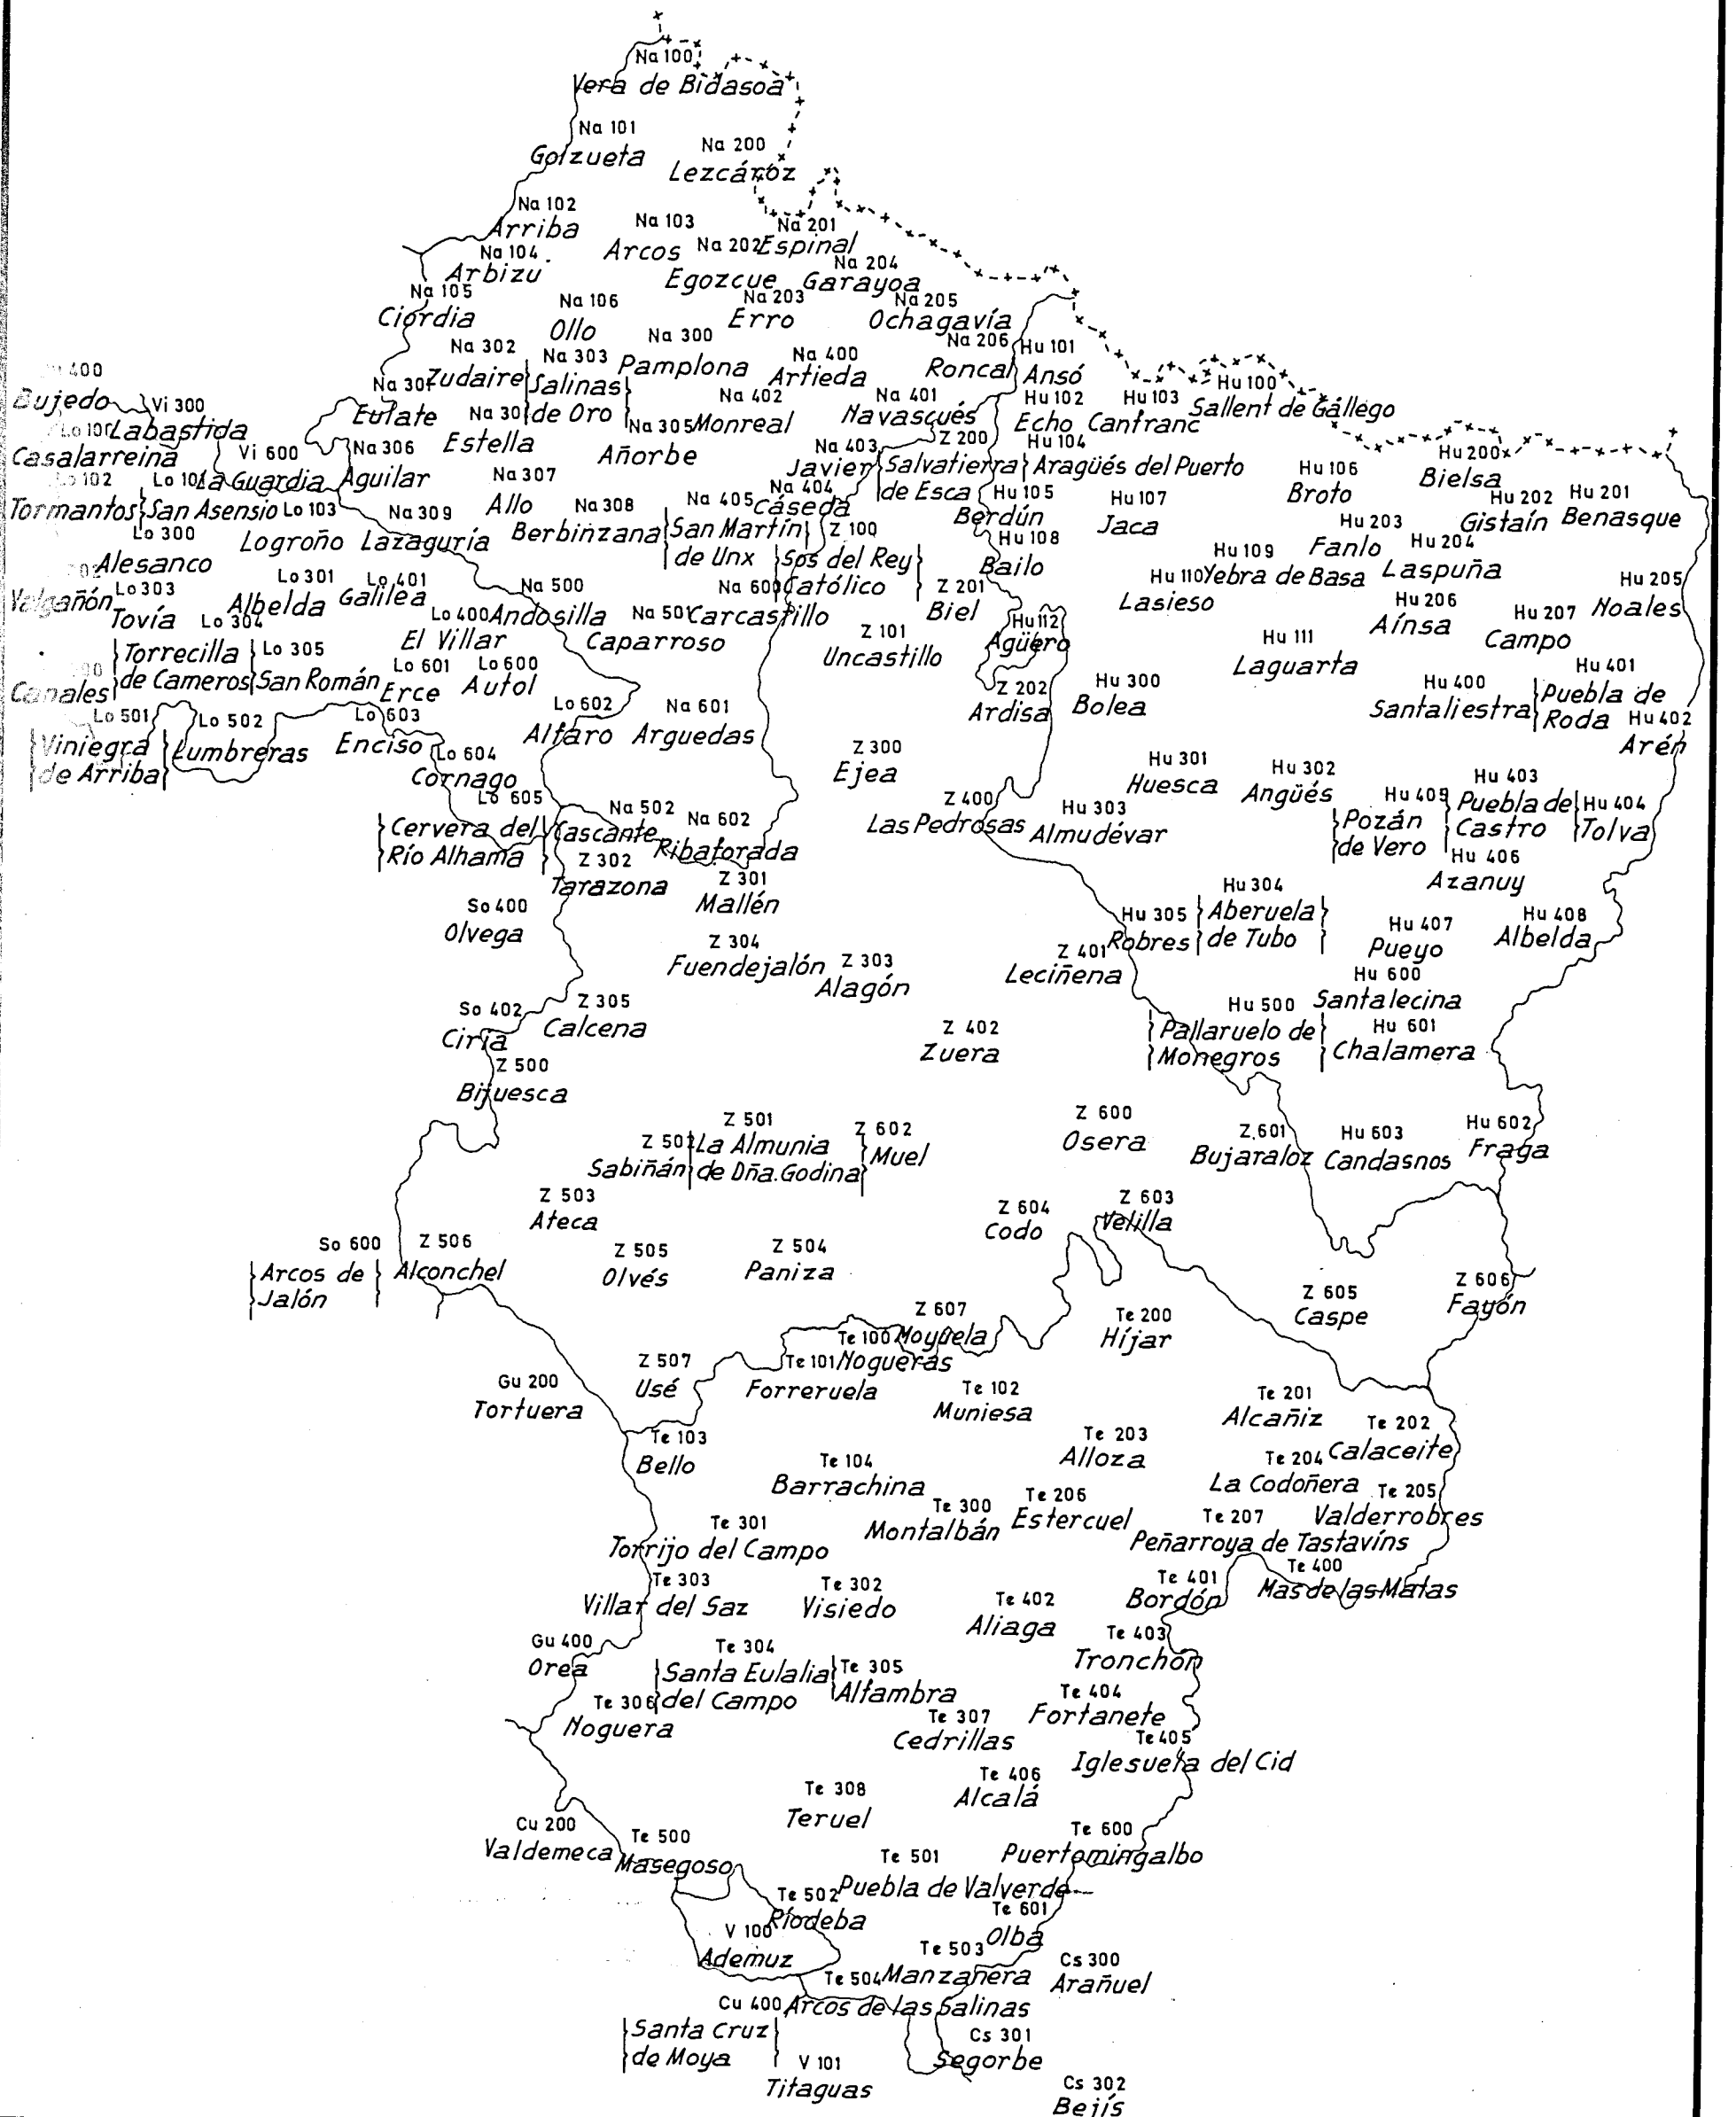 Na 100
Vera de Bidasoa
Na 101
Goizueta
Na 200
Lezcároz
Na 102
Arriba
Na 103
Arcos
Na 201
Espinal
Na 202
Egozcue
Na 104
Arbizu
Na 204
Garayoa
Na 105
Ciordia
Na 106
Ollo
Na 203
Erro
Na 205
Ochagavía
Na 300
Pamplona
Na 302
Zudaire
Na 303
Salinas
de Oro
Na 400
Artieda
Na 206
Roncal
Hu 101
Ansó
Hu 100
Sallent de Gállego
400
Bujedo
Vi 300
Labastida
Na 304
Eulate
Na 301
Estella
Na 305
Añorbe
Na 402
Monreal
Na 401
Navascués
Hu 102
Echo
Hu 103
Canfranc
Lo 100
Casalarreina
Vi 600
La Guardia
Na 306
Aguilar
Na 403
Javier
Z 200
Salvatierra
de Esca
Hu 104
Aragüés del Puerto
Hu 106
Broto
Hu 200
Bielsa
Lo 102
Tormantos
Lo 101
San Asensio
Lo 103
Logroño
Na 309
Lazaguría
Na 307
Allo
Na 308
Berbinzana
Na 405
San Martín
de Unx
Na 404
Cáseda
Hu 105
Berdún
Hu 107
Jaca
Hu 202
Gistaín
Hu 201
Benasque
Lo 300
Alesanco
Z 100
Sos del Rey
Católico
Hu 108
Bailo
Hu 203
Fanlo
Hu 109
Yebra de Basa
Hu 204
Laspuña
Valgañón
Lo 303
Tovía
Lo 301
Albelda
Lo 401
Galilea
Na 500
Andosilla
Na 600
Carcastillo
Z 201
Biel
Hu 110
Lasieso
Hu 205
Noales
Lo 304
Torrecilla
de Cameros
Lo 400
El Villar
Na 501
Caparroso
Z 101
Uncastillo
Hu 112
Agüero
Hu 111
Laguarta
Hu 206
Aínsa
Hu 207
Campo
Canales
Lo 305
San Román
Lo 601
Erce
Lo 600
Autol
Z 202
Ardisa
Hu 300
Bolea
Hu 400
Santaliestra
Hu 401
Puebla de
Roda
Hu 402
Arén
Lo 501
Viniegra
de Arriba
Lo 502
Lumbreras
Lo 603
Enciso
Lo 602
Alfaro
Na 601
Arguedas
Lo 604
Cornago
Z 300
Ejea
Hu 301
Huesca
Hu 302
Angüés
Hu 403
Puebla de
Castro
Hu 404
Tolva
Lo 605
Cervera del
Río Alhama
Na 502
Cascante
Na 602
Ribaforada
Z 400
Las Pedrosas
Hu 303
Almudévar
Hu 405
Pozán
de Vero
Hu 406
Azanuy
Z 302
Tarazona
Z 301
Mallén
So 400
Olvega
Hu 305
Robres
Hu 304
Aberuela
de Tubo
Hu 407
Pueyo
Hu 408
Albelda
Z 304
Fuendejalón
Z 303
Alagón
Z 401
Leciñena
So 402
Ciria
Z 305
Calcena
Z 402
Zuera
Hu 500
Pallaruelo de
Monegros
Hu 600
Santalecina
Hu 601
Chalamera
Z 500
Bijuesca
Z 501
La Almunia
de Dña. Godina
Z 502
Sabiñán
Z 602
Muel
Z 600
Osera
Z 601
Bujaraloz
Hu 603
Candasnos
Hu 602
Fraga
Z 503
Ateca
Z 604
Codo
Z 603
Velilla
So 600
Arcos de
Jalón
Z 506
Alconchel
Z 505
Olvés
Z 504
Paniza
Z 605
Caspe
Z 606
Fayón
Z 607
Moyuela
Te 200
Híjar
Te 100
Nogueras
Te 101
Forreruela
Z 507
Usé
Gu 200
Tortuera
Te 102
Muniesa
Te 201
Alcañiz
Te 202
Calaceite
Te 103
Bello
Te 104
Barrachina
Te 203
Alloza
Te 204
La Codoñera
Te 205
Valderrobres
Te 300
Montalbán
Te 206
Estercuel
Te 207
Peñarroya de Tastavíns
Te 301
Torrijo del Campo
Te 303
Villar del Saz
Te 302
Visiedo
Te 402
Aliaga
Te 401
Bordón
Te 400
Mas de las Matas
Gu 400
Orea
Te 304
Santa Eulalia
del Campo
Te 305
Alfambra
Te 403
Tronchón
Te 306
Noguera
Te 307
Cedrillas
Te 404
Fortanete
Te 405
Iglesuela del Cid
Te 308
Teruel
Te 406
Alcalá
Cu 200
Valdemeca
Te 500
Masegoso
Te 501
Puebla de Valverde
Te 600
Puertomingalbo
Te 502
Ríodeba
Te 601
Olba
V 100
Ademuz
Te 503
Manzanera
Cs 300
Arañuel
Te 504
Arcos de las Salinas
Cu 400
Santa Cruz
de Moya
V 101
Titaguas
Cs 301
Segorbe
Cs 302
Bejís